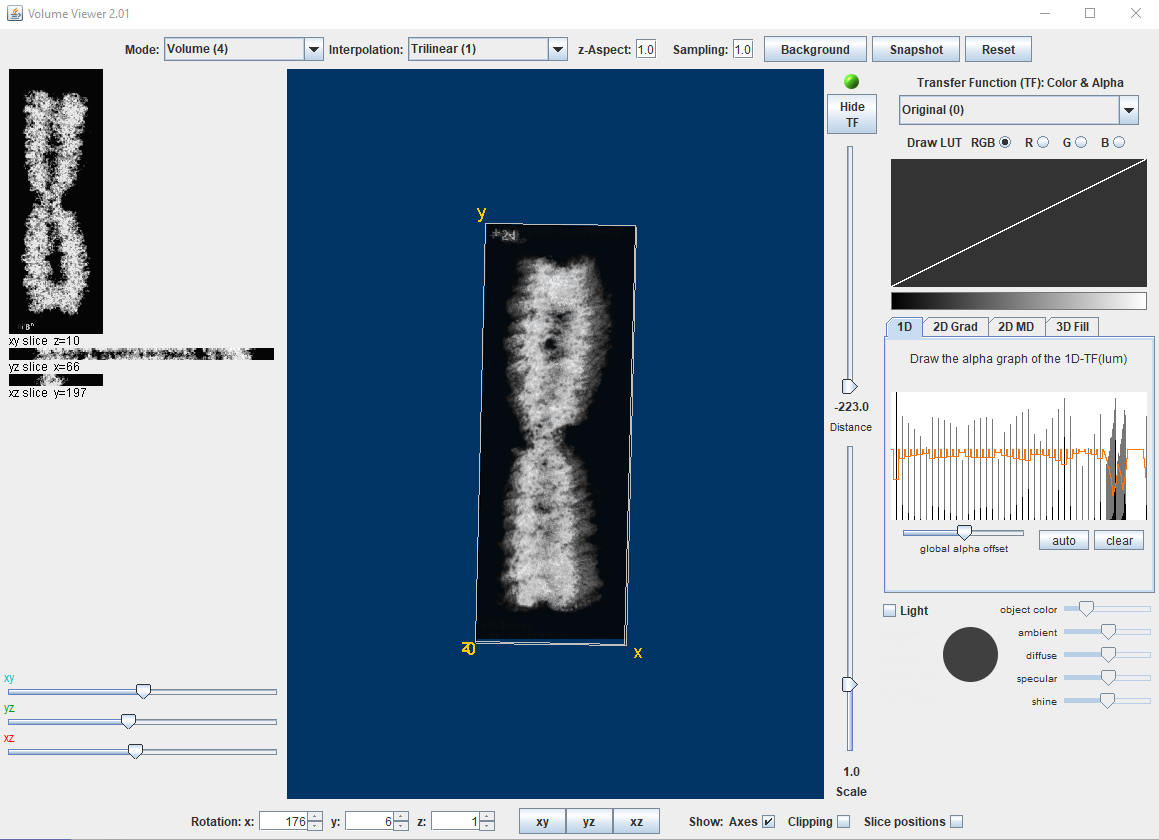 Volume Viewer 2.01
Mode: Volume (4) Interpolation: Trilinear (1) z-Aspect: 1.0 Sampling: 1.0 Background Snapshot Reset
xy slice z=10
yz slice x=66
xz slice y=197
xy
yz
xz
y
x
Hide
TF
-223.0
Distance
1.0
Scale
Transfer Function (TF): Color & Alpha
Original (0)
Draw LUT RGB R G B
1D 2D Grad 2D MD 3D Fill
Draw the alpha graph of the 1D-TF(lum)
global alpha offset
auto clear
Light
object color
ambient
diffuse
specular
shine
Rotation: x: 176 y: 6 z: 1 xy yz xz Show: Axes Clipping Slice positions